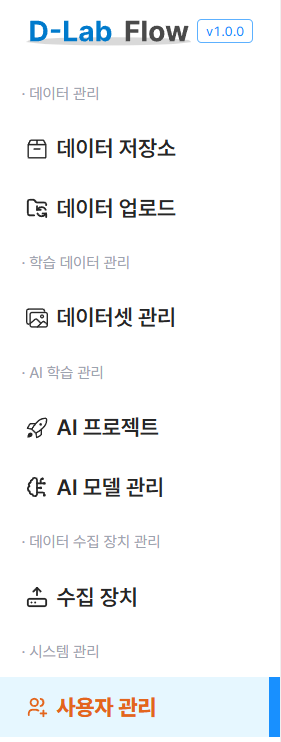 D-Lab Flow v1.0.0
· 데이터 관리
데이터 저장소
데이터 업로드
· 학습 데이터 관리
데이터셋 관리
· AI 학습 관리
AI 프로젝트
AI 모델 관리
· 데이터 수집 장치 관리
수집 장치
· 시스템 관리
사용자 관리